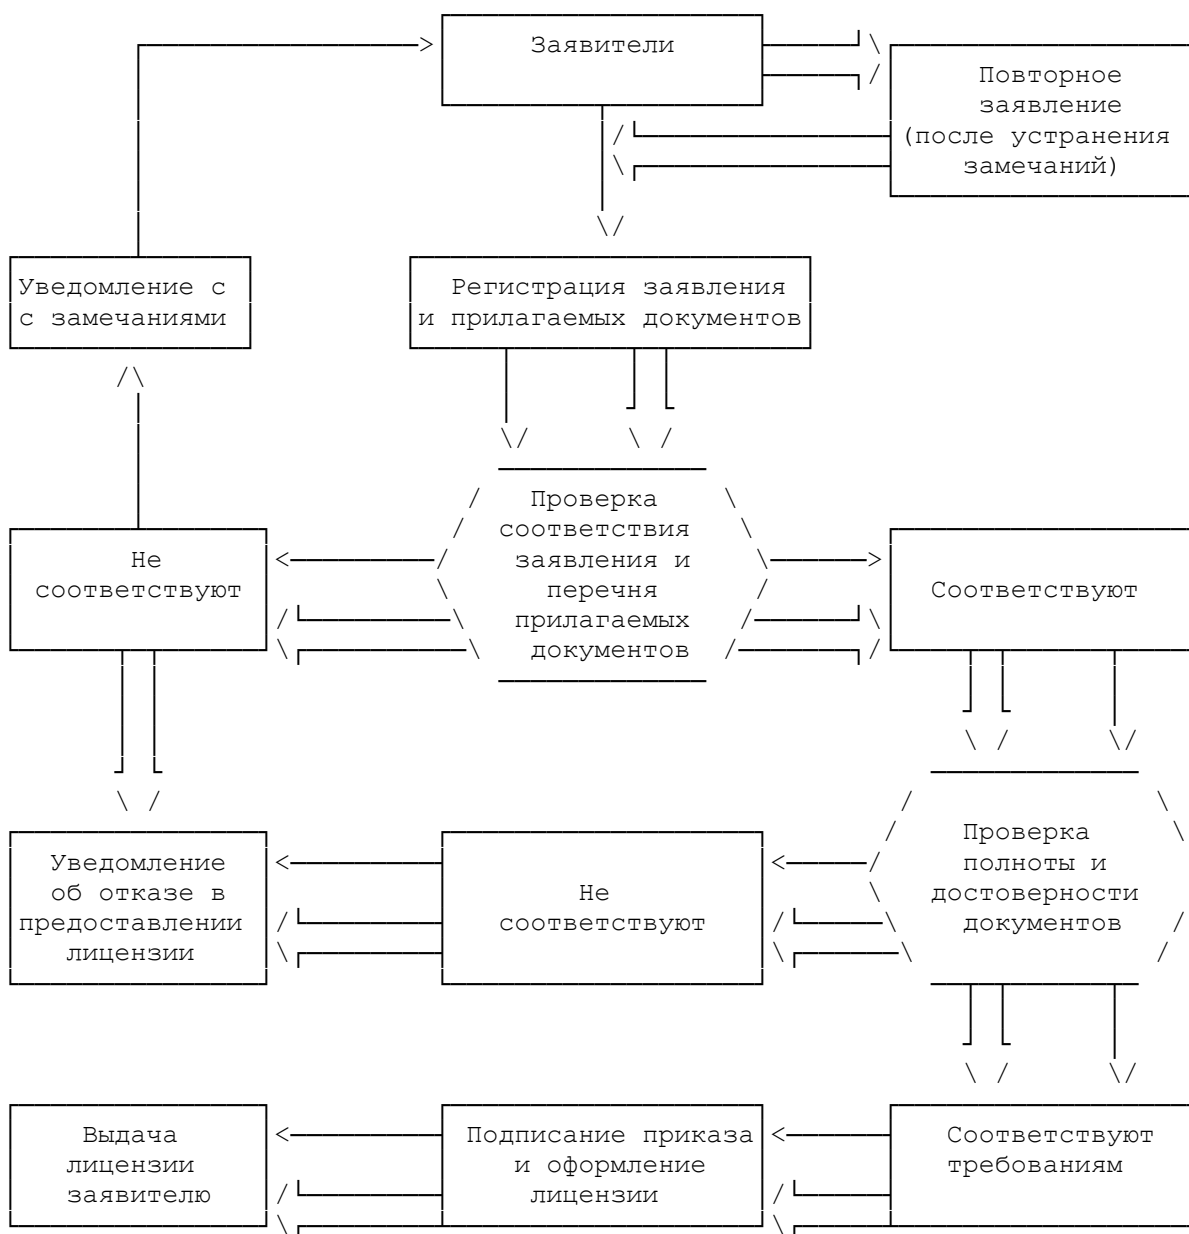 Заявители
Повторное
заявление
(после устранения
замечаний)
Уведомление с
с замечаниями
Регистрация заявления
и прилагаемых документов
Проверка
соответствия
заявления и
перечня
прилагаемых
документов
Не
соответствуют
Соответствуют
Проверка
полноты и
достоверности
документов
Не
соответствуют
Уведомление
об отказе в
предоставлении
лицензии
Соответствуют
требованиям
Подписание приказа
и оформление
лицензии
Выдача
лицензии
заявителю